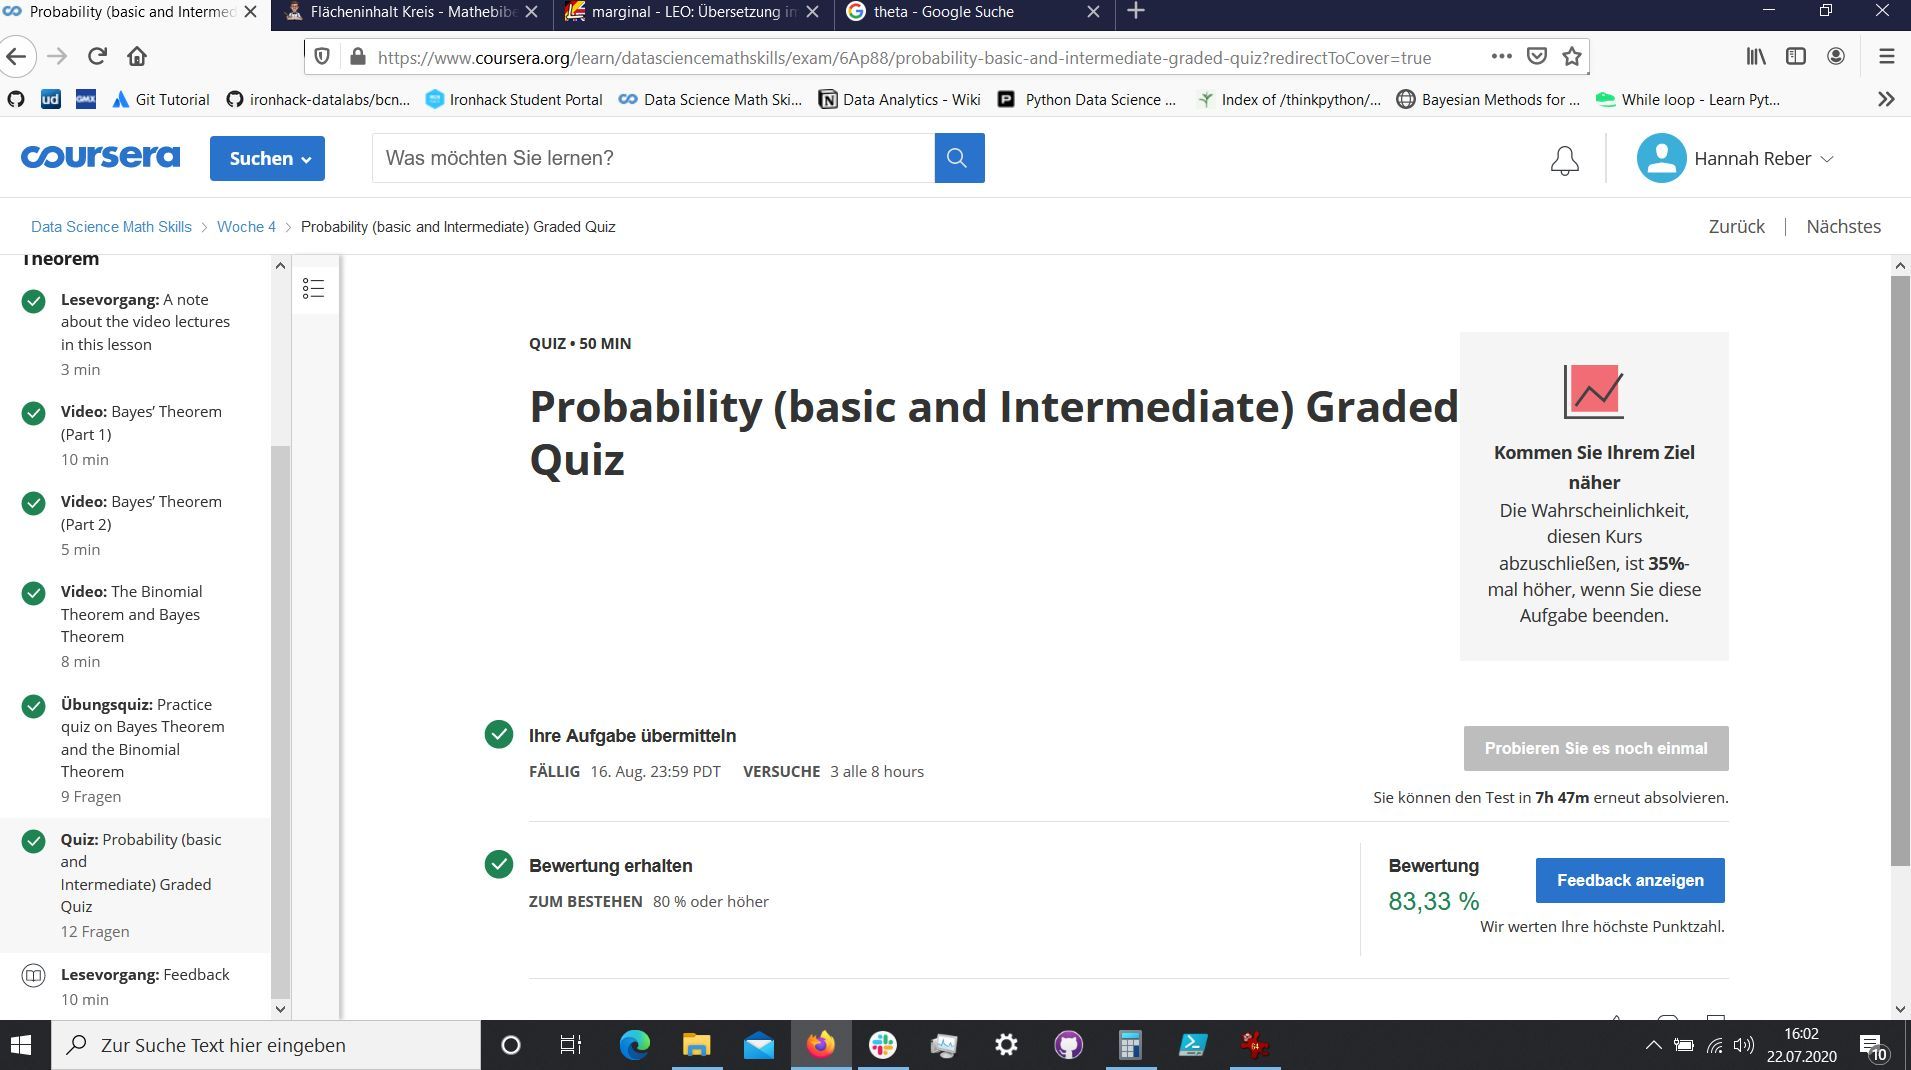 Probability (basic and Intermed
Flächeninhalt Kreis - Mathebibe
marginal - LEO: Übersetzung in
theta - Google Suche
https://www.coursera.org/learn/datasciencemathskills/exam/6Ap88/probability-basic-and-intermediate-graded-quiz?redirectToCover=true
ud
GMX
Git Tutorial
ironhack-datalabs/bcn...
Ironhack Student Portal
Data Science Math Ski...
Data Analytics - Wiki
Python Data Science ...
Index of /thinkpython/...
Bayesian Methods for ...
While loop - Learn Pyt...
coursera
Suchen
Was möchten Sie lernen?
Hannah Reber
Data Science Math Skills
Woche 4
Probability (basic and Intermediate) Graded Quiz
Zurück
Nächstes
Theorem
Lesevorgang: A note
about the video lectures
in this lesson
3 min
Video: Bayes’ Theorem
(Part 1)
10 min
Video: Bayes’ Theorem
(Part 2)
5 min
Video: The Binomial
Theorem and Bayes
Theorem
8 min
Übungsquiz: Practice
quiz on Bayes Theorem
and the Binomial
Theorem
9 Fragen
Quiz: Probability (basic
and
Intermediate) Graded
Quiz
12 Fragen
Lesevorgang: Feedback
10 min
QUIZ • 50 MIN
Probability (basic and Intermediate) Graded
Quiz
Kommen Sie Ihrem Ziel
näher
Die Wahrscheinlichkeit,
diesen Kurs
abzuschließen, ist 35%-
mal höher, wenn Sie diese
Aufgabe beenden.
Ihre Aufgabe übermitteln
FÄLLIG 16. Aug. 23:59 PDT VERSUCHE 3 alle 8 hours
Probieren Sie es noch einmal
Sie können den Test in 7h 47m erneut absolvieren.
Bewertung erhalten
ZUM BESTEHEN 80 % oder höher
Bewertung
83,33 %
Feedback anzeigen
Wir werten Ihre höchste Punktzahl.
Zur Suche Text hier eingeben
64
16:02
22.07.2020
10